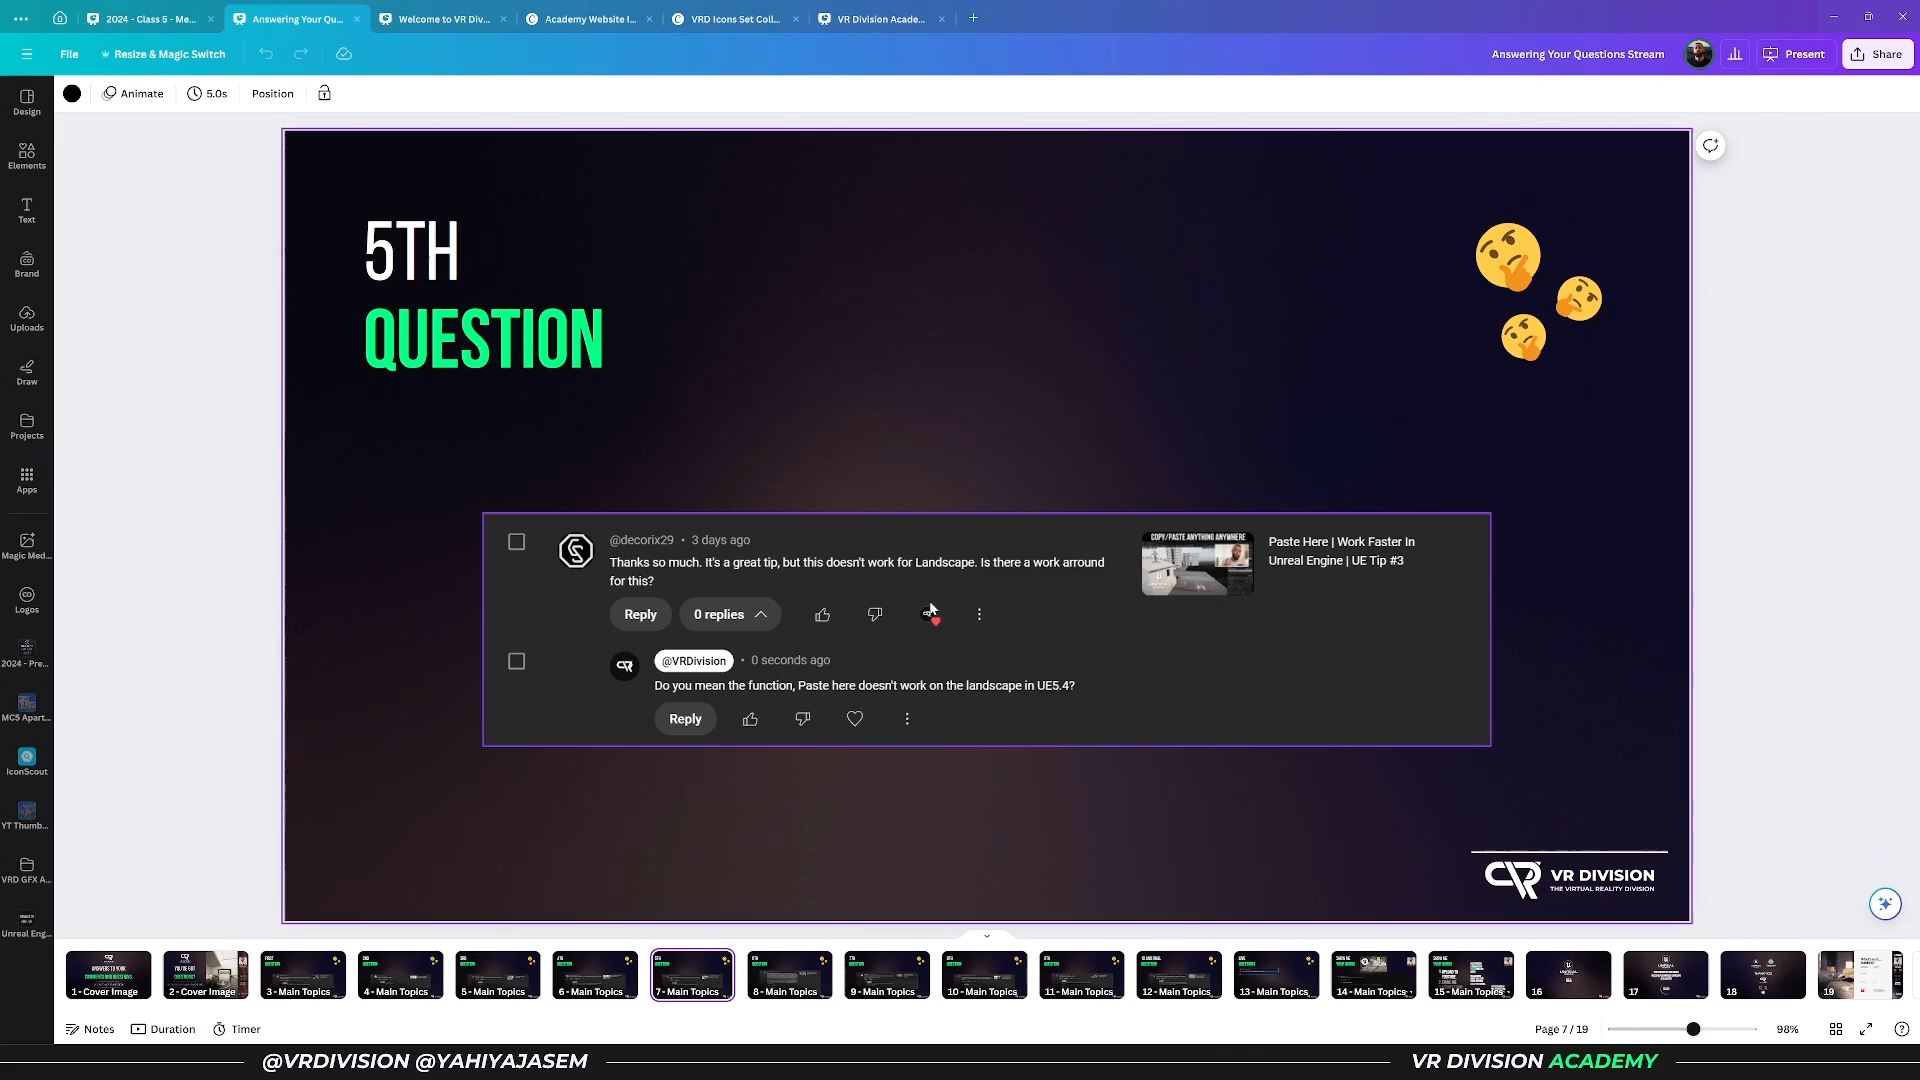 2024 - Class 5 - Me...
Answering Your Qu...
Welcome to VR Div...
Academy Website I...
VRD Icons Set Coll...
VR Division Acade...
File
Resize & Magic Switch
Answering Your Questions Stream
Present
Share
Animate
5.0s
Position
Design
Elements
Text
Brand
Uploads
Draw
Projects
Apps
Magic Med...
Logos
2024 - Pre...
MC5 Apart...
IconScout
YT Thumb...
VRD GFX A...
Unreal Eng...
5TH
QUESTION
@decorix29 • 3 days ago
Thanks so much. It's a great tip, but this doesn't work for Landscape. Is there a work arround
for this?
Reply
0 replies
COPY/PASTE ANYTHING ANYWHERE
Paste Here | Work Faster In
Unreal Engine | UE Tip #3
@VRDivision • 0 seconds ago
Do you mean the function, Paste here doesn't work on the landscape in UE5.4?
Reply
VR DIVISION
THE VIRTUAL REALITY DIVISION
1 - Cover Image
2 - Cover Image
3 - Main Topics
4 - Main Topics
5 - Main Topics
6 - Main Topics
7 - Main Topics
8 - Main Topics
9 - Main Topics
10 - Main Topics
11 - Main Topics
12 - Main Topics
13 - Main Topics
14 - Main Topics
15 - Main Topics
16
17
18
19
Notes
Duration
Timer
Page 7 / 19
98%
@VRDIVISION @YAHIYAJASEM
VR DIVISION ACADEMY